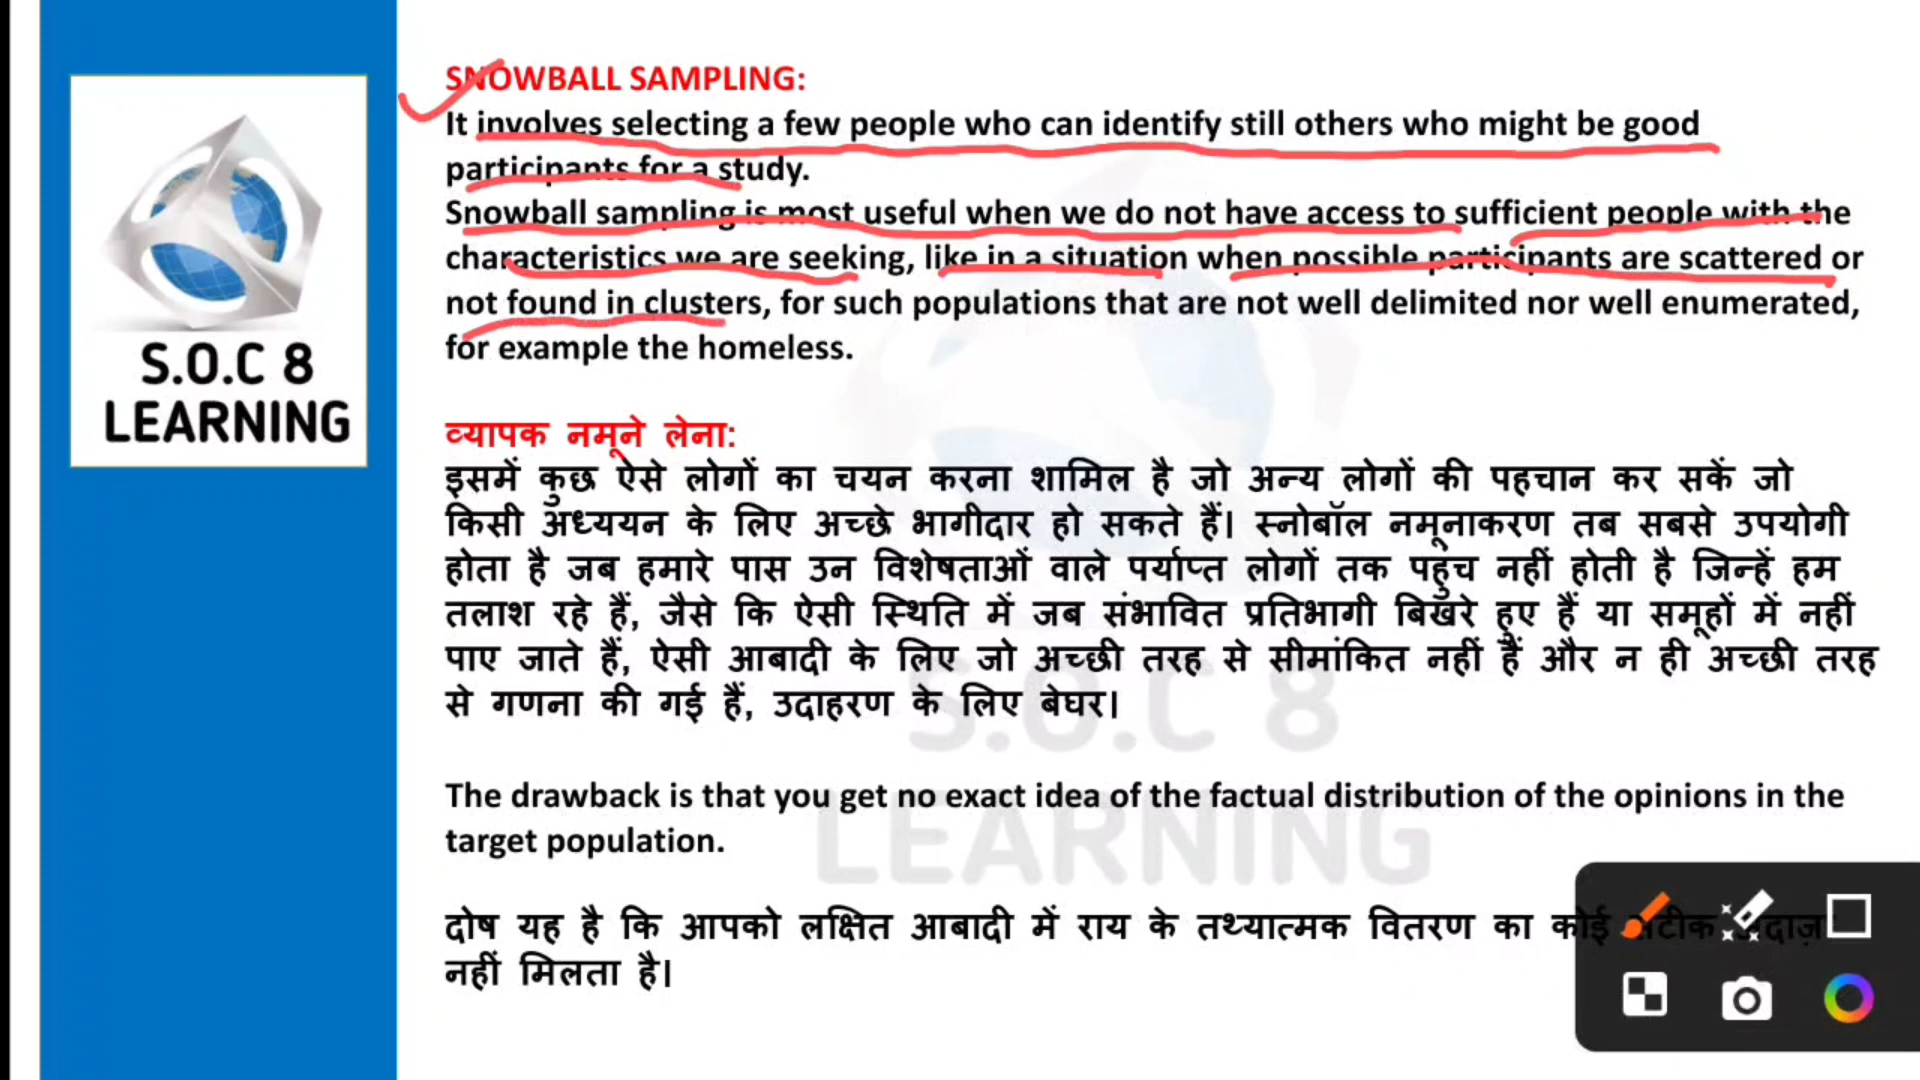 S.O.C 8
LEARNING
SNOWBALL SAMPLING:
It involves selecting a few people who can identify still others who might be good
participants for a study.
Snowball sampling is most useful when we do not have access to sufficient people with the
characteristics we are seeking, like in a situation when possible participants are scattered or
not found in clusters, for such populations that are not well delimited nor well enumerated,
for example the homeless.
व्यापक नमूने लेना:
इसमें कुछ ऐसे लोगों का चयन करना शामिल है जो अन्य लोगों की पहचान कर सकें जो
किसी अध्ययन के लिए अच्छे भागीदार हो सकते हैं। स्नोबॉल नमूनाकरण तब सबसे उपयोगी
होता है जब हमारे पास उन विशेषताओं वाले पर्याप्त लोगों तक पहुंच नहीं होती है जिन्हें हम
तलाश रहे हैं, जैसे कि ऐसी स्थिति में जब संभावित प्रतिभागी बिखरे हुए हैं या समूहों में नहीं
पाए जाते हैं, ऐसी आबादी के लिए जो अच्छी तरह से सीमांकित नहीं हैं और न ही अच्छी तरह
से गणना की गई हैं, उदाहरण के लिए बेघर।
S.O.C 8
LEARNING
The drawback is that you get no exact idea of the factual distribution of the opinions in the
target population.
दोष यह है कि आपको लक्षित आबादी में राय के तथ्यात्मक वितरण का कोई
नहीं मिलता है।